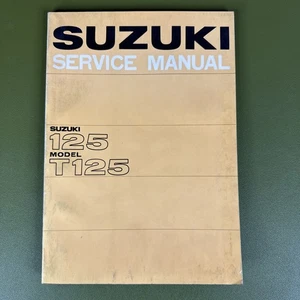 SUZUKI
SERVICE MANUAL
SUZUKI
125
MODEL
T125